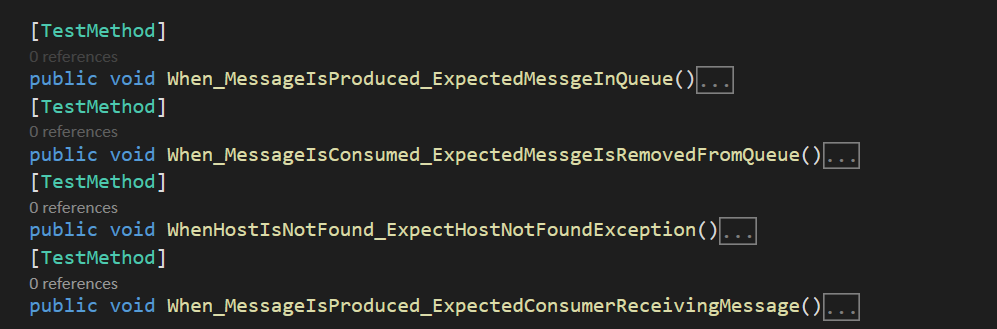 [TestMethod]
0 references
public void When_MessageIsProduced_ExpectedMessgeInQueue()...
[TestMethod]
0 references
public void When_MessageIsConsumed_ExpectedMessgeIsRemovedFromQueue()...
[TestMethod]
0 references
public void WhenHostIsNotFound_ExpectHostNotFoundException()...
[TestMethod]
0 references
public void When_MessageIsProduced_ExpectedConsumerReceivingMessage()...